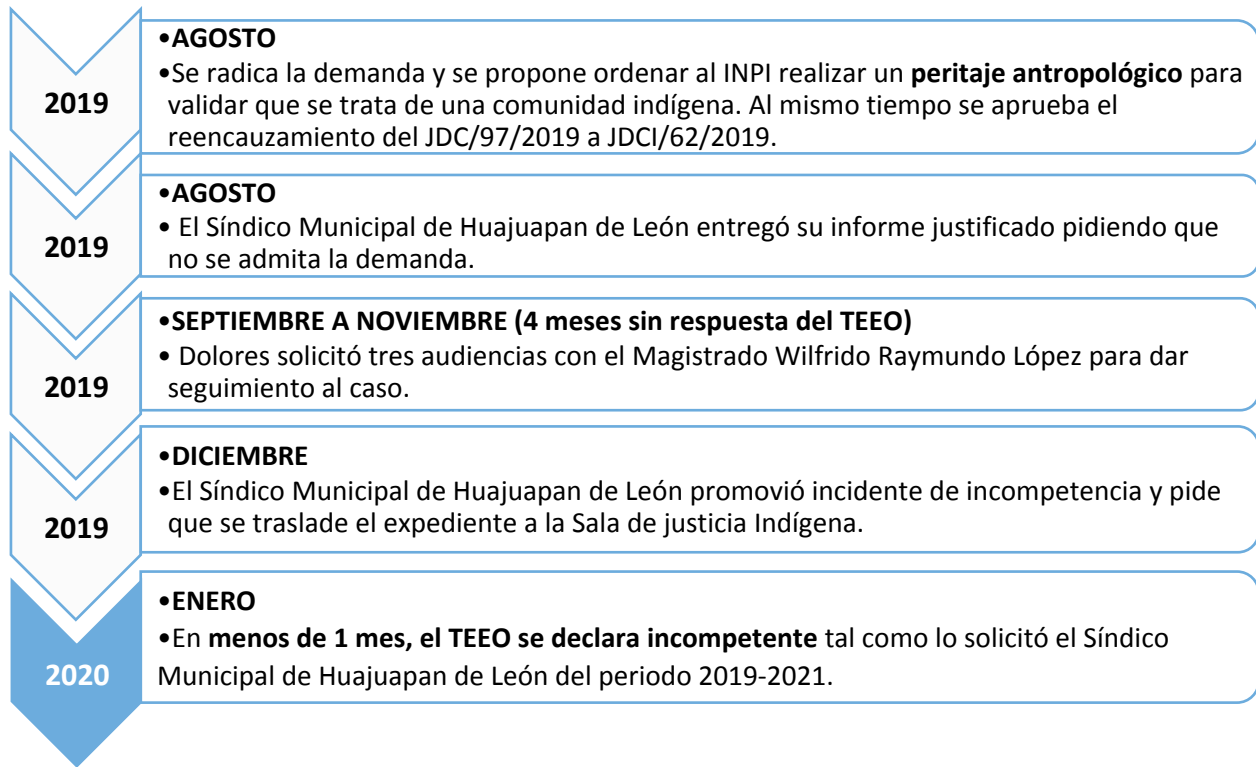 2019
•AGOSTO
•Se radica la demanda y se propone ordenar al INPI realizar un peritaje antropológico para
validar que se trata de una comunidad indígena. Al mismo tiempo se aprueba el
reencauzamiento del JDC/97/2019 a JDCI/62/2019.
2019
•AGOSTO
• El Síndico Municipal de Huajuapan de León entregó su informe justificado pidiendo que
no se admita la demanda.
2019
•SEPTIEMBRE A NOVIEMBRE (4 meses sin respuesta del TEEO)
• Dolores solicitó tres audiencias con el Magistrado Wilfrido Raymundo López para dar
seguimiento al caso.
2019
•DICIEMBRE
•El Síndico Municipal de Huajuapan de León promovió incidente de incompetencia y pide
que se traslade el expediente a la Sala de justicia Indígena.
2020
•ENERO
•En menos de 1 mes, el TEEO se declara incompetente tal como lo solicitó el Síndico
Municipal de Huajuapan de León del periodo 2019-2021.